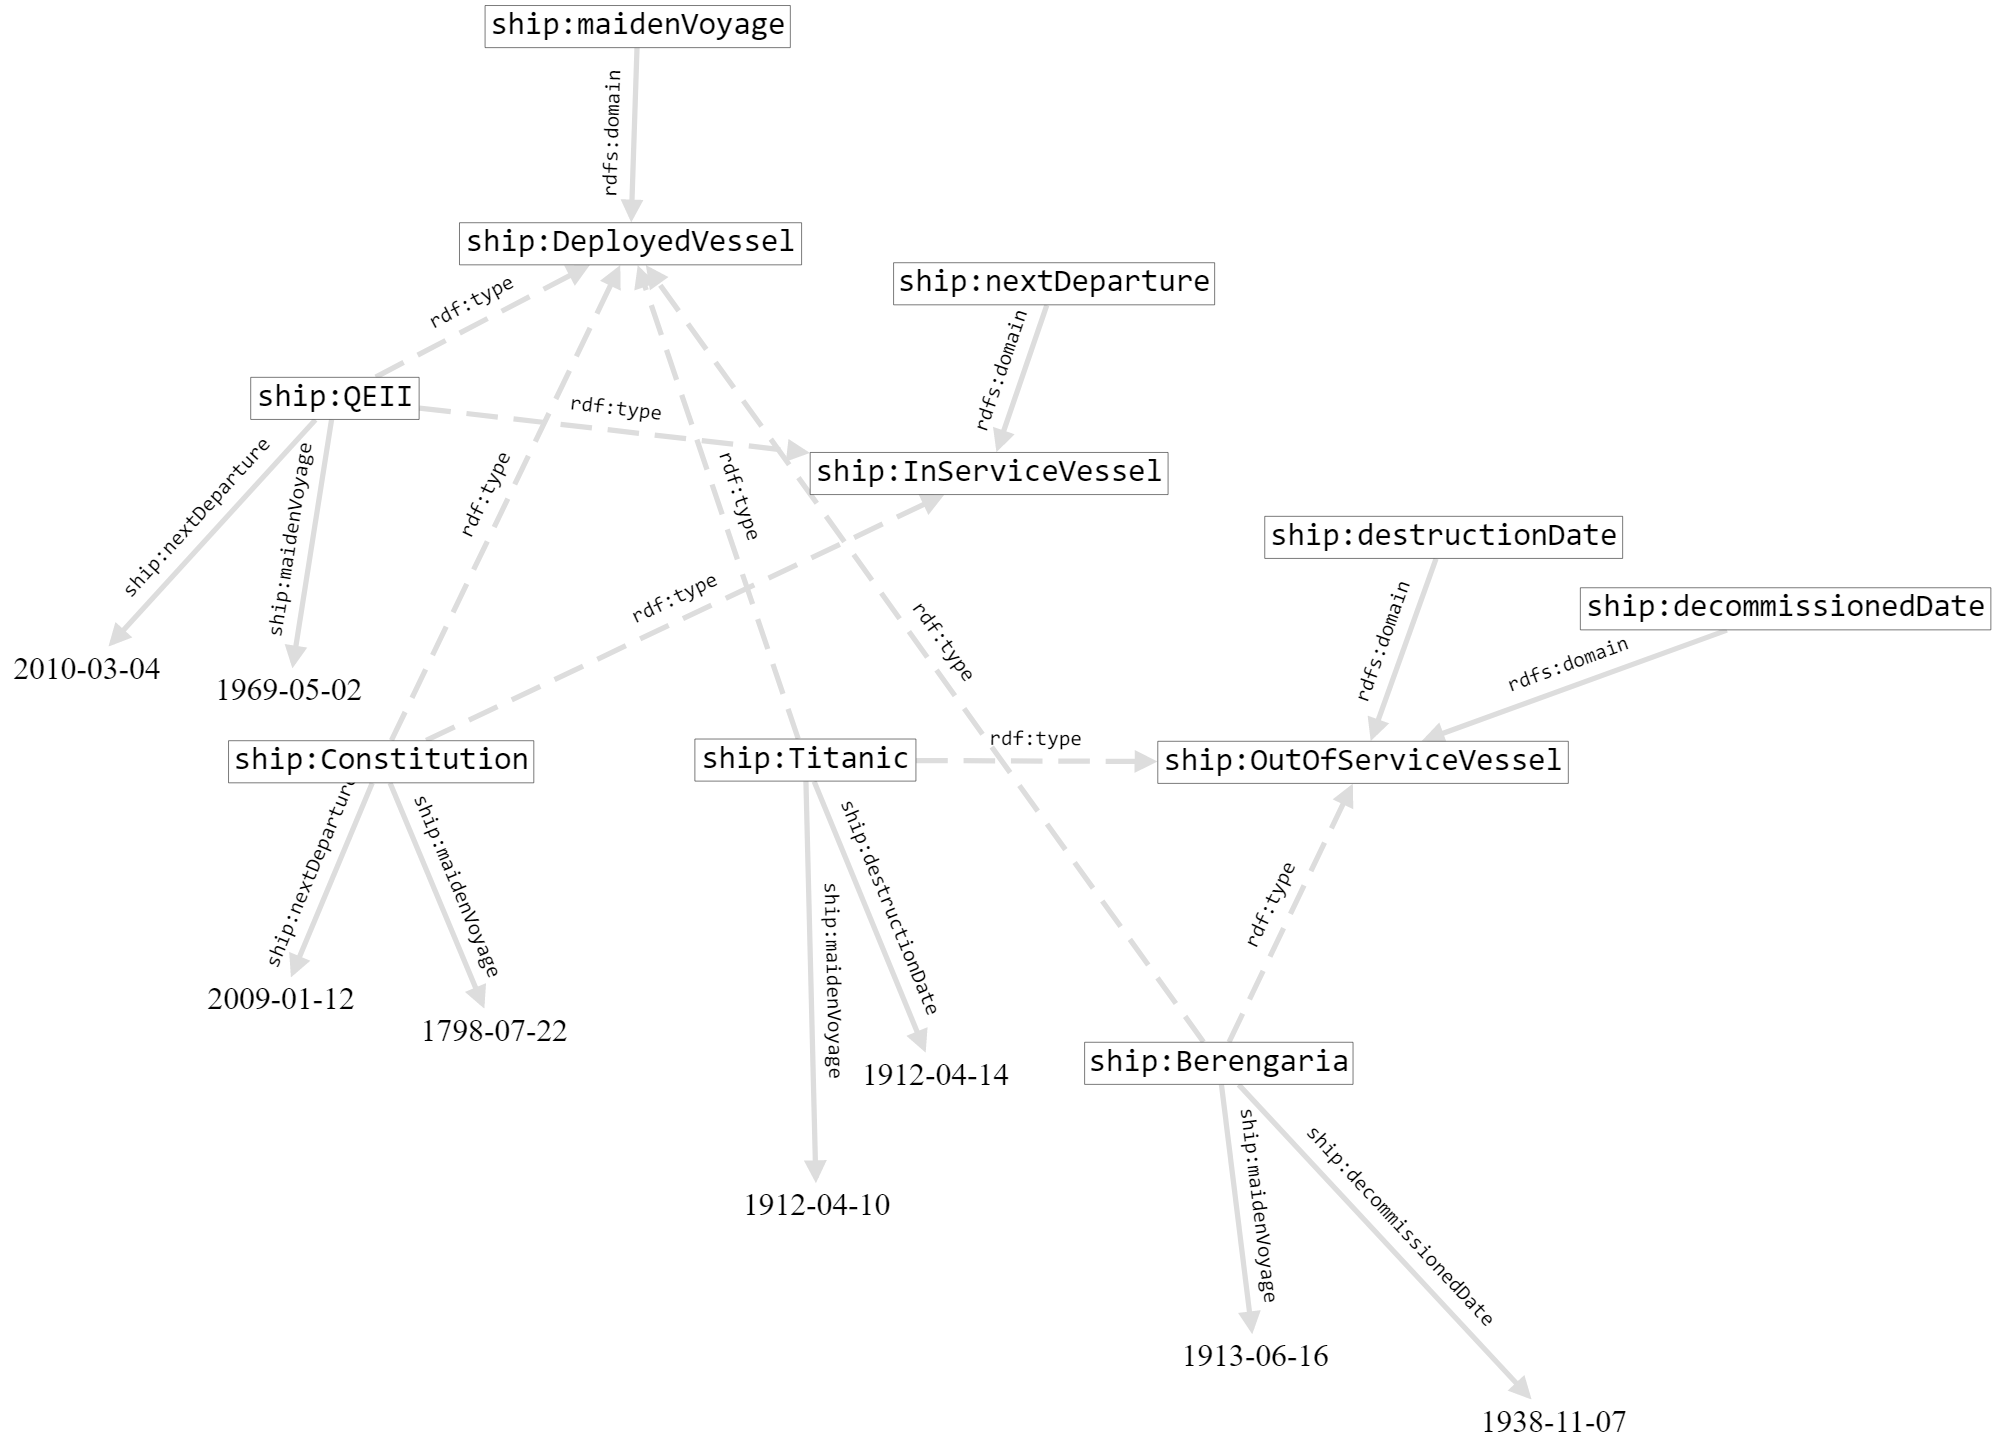 ship:maidenVoyage
rdfs:domain
ship:DeployedVessel
ship:nextDeparture
rdf:type
rdfs:domain
ship:QEII
rdf:type
ship:InServiceVessel
ship:nextDeparture
ship:maidenVoyage
rdf:type
rdf:type
ship:destructionDate
rdf:type
ship:decommissionedDate
rdfs:domain
rdfs:domain
rdf:type
2010-03-04
1969-05-02
ship:Constitution
ship:Titanic
rdf:type
ship:OutOfServiceVessel
ship:nextDeparture
ship:maidenVoyage
ship:maidenVoyage
ship:destructionDate
rdf:type
2009-01-12
1798-07-22
1912-04-14
ship:Berengaria
1912-04-10
ship:maidenVoyage
ship:decommissionedDate
1913-06-16
1938-11-07